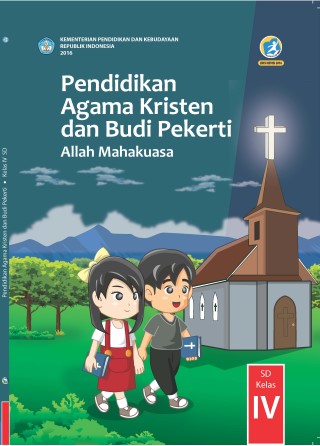 KEMENTERIAN PENDIDIKAN DAN KEBUDAYAAN
REPUBLIK INDONESIA
2016
Pendidikan
Agama Kristen
dan Budi Pekerti
Allah Mahakuasa
Pendidikan Agama Kristen dan Budi Pekerti • Kelas IV SD
SD
Kelas
IV